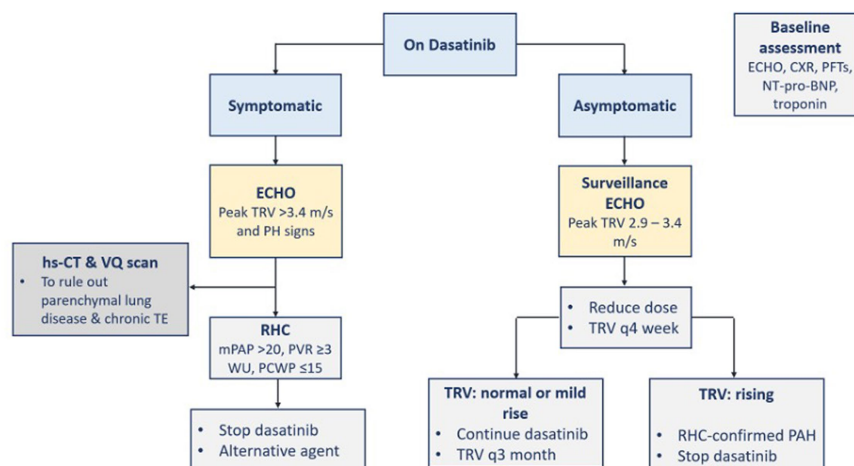 On Dasatinib
Baseline
assessment
ECHO, CXR, PFTs,
NT-pro-BNP,
troponin
Symptomatic
Asymptomatic
ECHO
Peak TRV >3.4 m/s
and PH signs
Surveillance
ECHO
Peak TRV 2.9 – 3.4
m/s
hs-CT & VQ scan
• To rule out
parenchymal lung
disease & chronic TE
• Reduce dose
• TRV q4 week
RHC
mPAP >20, PVR ≥3
WU, PCWP ≤15
TRV: normal or mild
rise
• Continue dasatinib
• TRV q3 month
TRV: rising
• RHC-confirmed PAH
• Stop dasatinib
• Stop dasatinib
• Alternative agent